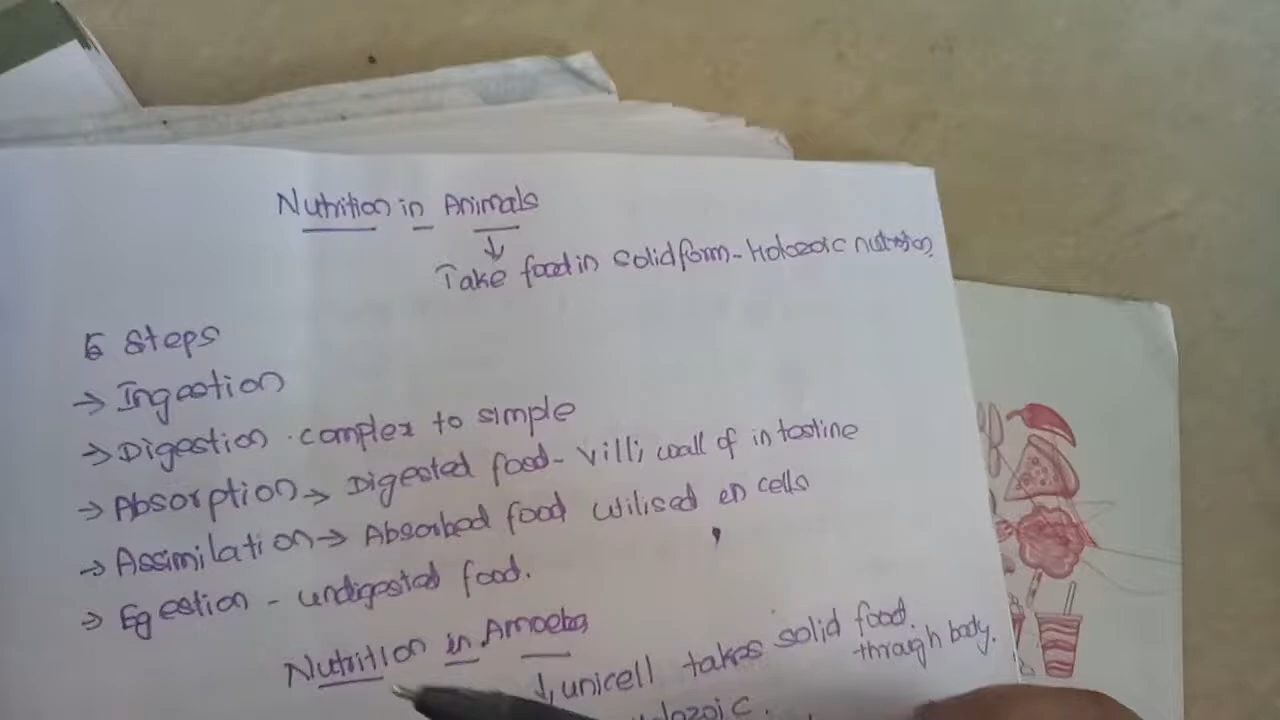 Nutrition in Animals
Take food in solid form - Holozoic nutrition.
5 Steps
→ Ingestion
→ Digestion . complex to simple
→ Absorption → Digested food - villi, wall of intestine
→ Assimilation → Absorbed food utilised in cells
→ Egestion - undigested food.
Nutrition in Amoeba
↓, unicell takes solid food.
through body.